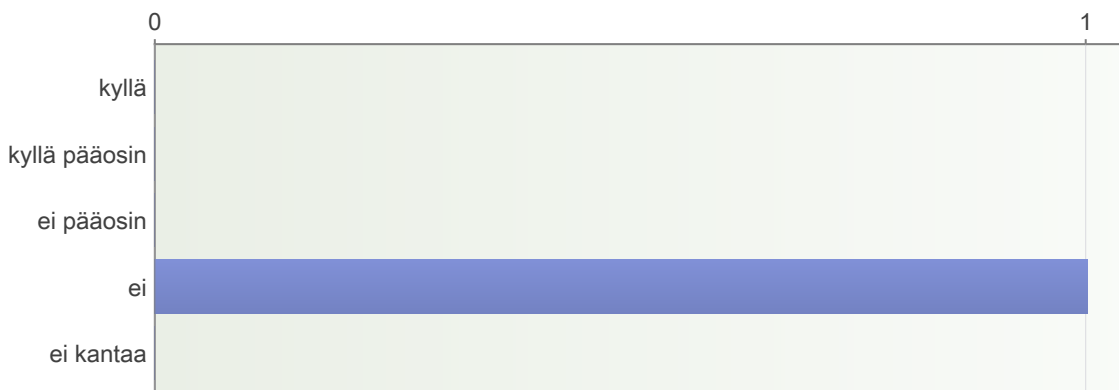 0 1
kyllä
kyllä pääosin
ei pääosin
ei
ei kantaa